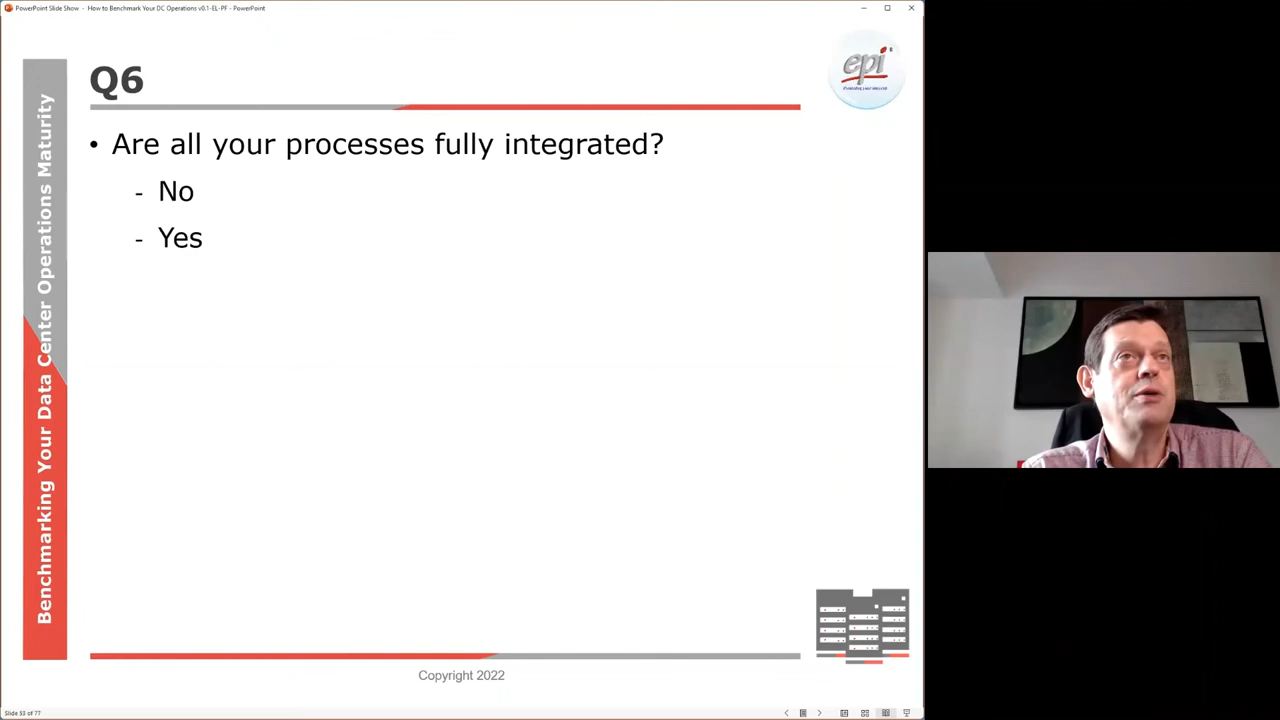 PowerPoint Slide Show - How to Benchmark Your DC Operations v0.1-EL-PF - PowerPoint
Q6
epi
Benchmarking Your Data Center Operations Maturity
• Are all your processes fully integrated?
- No
- Yes
Copyright 2022
Slide 53 of 77